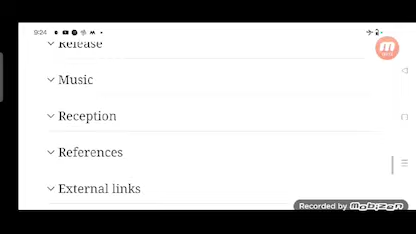 9:24
Release
Music
Reception
References
External links
Recorded by Mobizen